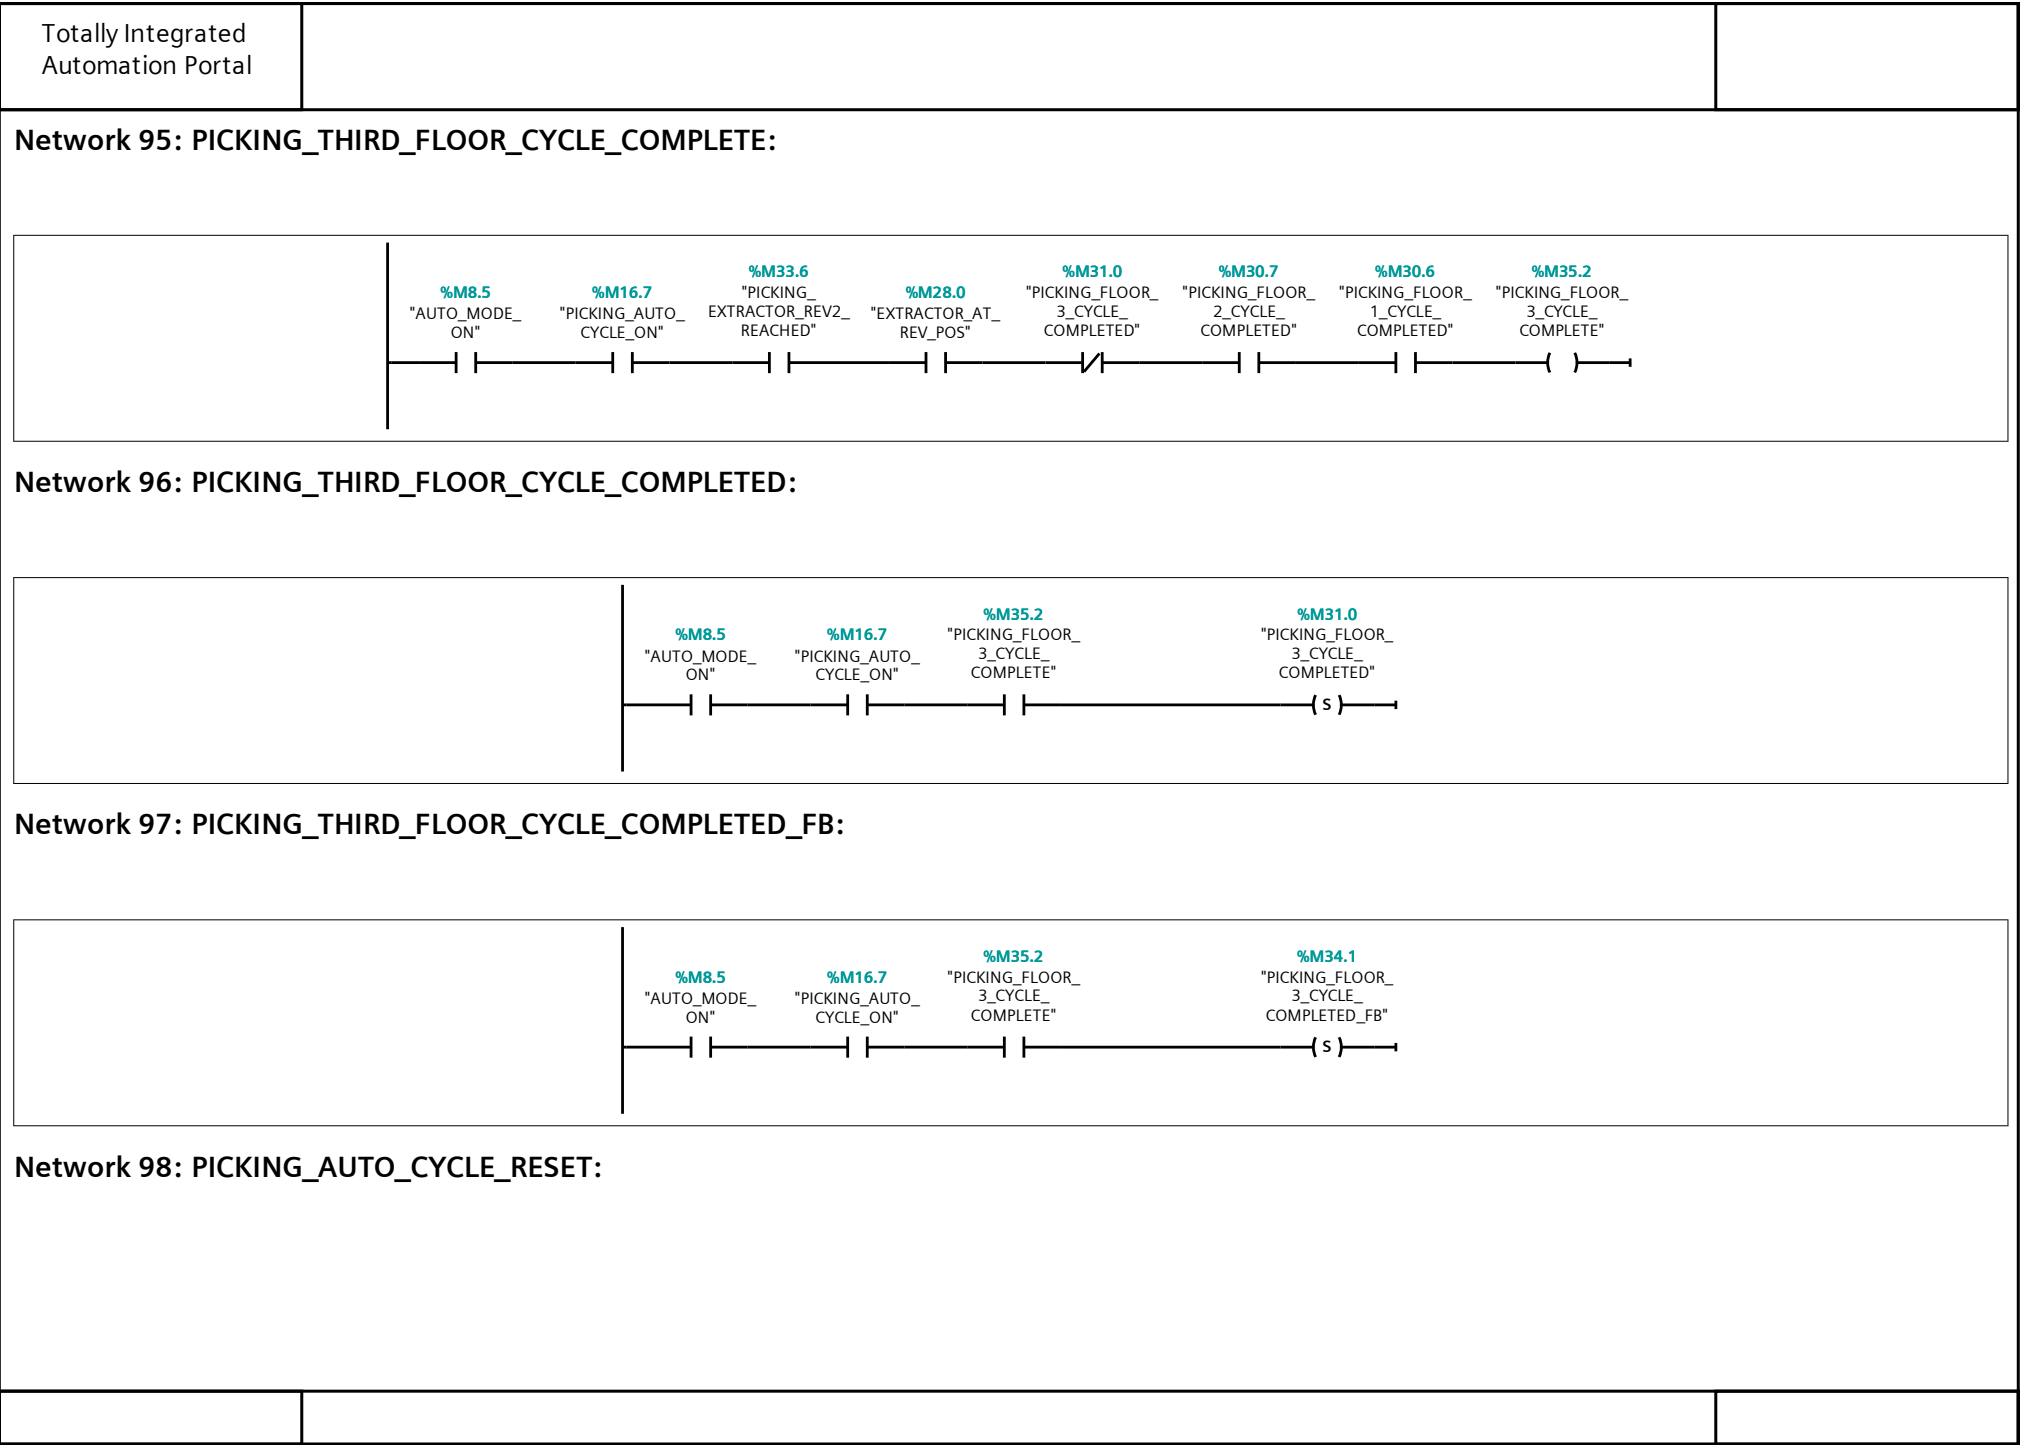 Totally Integrated
Automation Portal
Network 95: PICKING_THIRD_FLOOR_CYCLE_COMPLETE:
%M8.5
"AUTO_MODE_
ON"
%M16.7
"PICKING_AUTO_
CYCLE_ON"
%M33.6
"PICKING_
EXTRACTOR_REV2_
REACHED"
%M28.0
"EXTRACTOR_AT_
REV_POS"
%M31.0
"PICKING_FLOOR_
3_CYCLE_
COMPLETED"
%M30.7
"PICKING_FLOOR_
2_CYCLE_
COMPLETED"
%M30.6
"PICKING_FLOOR_
1_CYCLE_
COMPLETED"
%M35.2
"PICKING_FLOOR_
3_CYCLE_
COMPLETE"
Network 96: PICKING_THIRD_FLOOR_CYCLE_COMPLETED:
%M8.5
"AUTO_MODE_
ON"
%M16.7
"PICKING_AUTO_
CYCLE_ON"
%M35.2
"PICKING_FLOOR_
3_CYCLE_
COMPLETE"
%M31.0
"PICKING_FLOOR_
3_CYCLE_
COMPLETED"
S
Network 97: PICKING_THIRD_FLOOR_CYCLE_COMPLETED_FB:
%M8.5
"AUTO_MODE_
ON"
%M16.7
"PICKING_AUTO_
CYCLE_ON"
%M35.2
"PICKING_FLOOR_
3_CYCLE_
COMPLETE"
%M34.1
"PICKING_FLOOR_
3_CYCLE_
COMPLETED_FB"
S
Network 98: PICKING_AUTO_CYCLE_RESET: